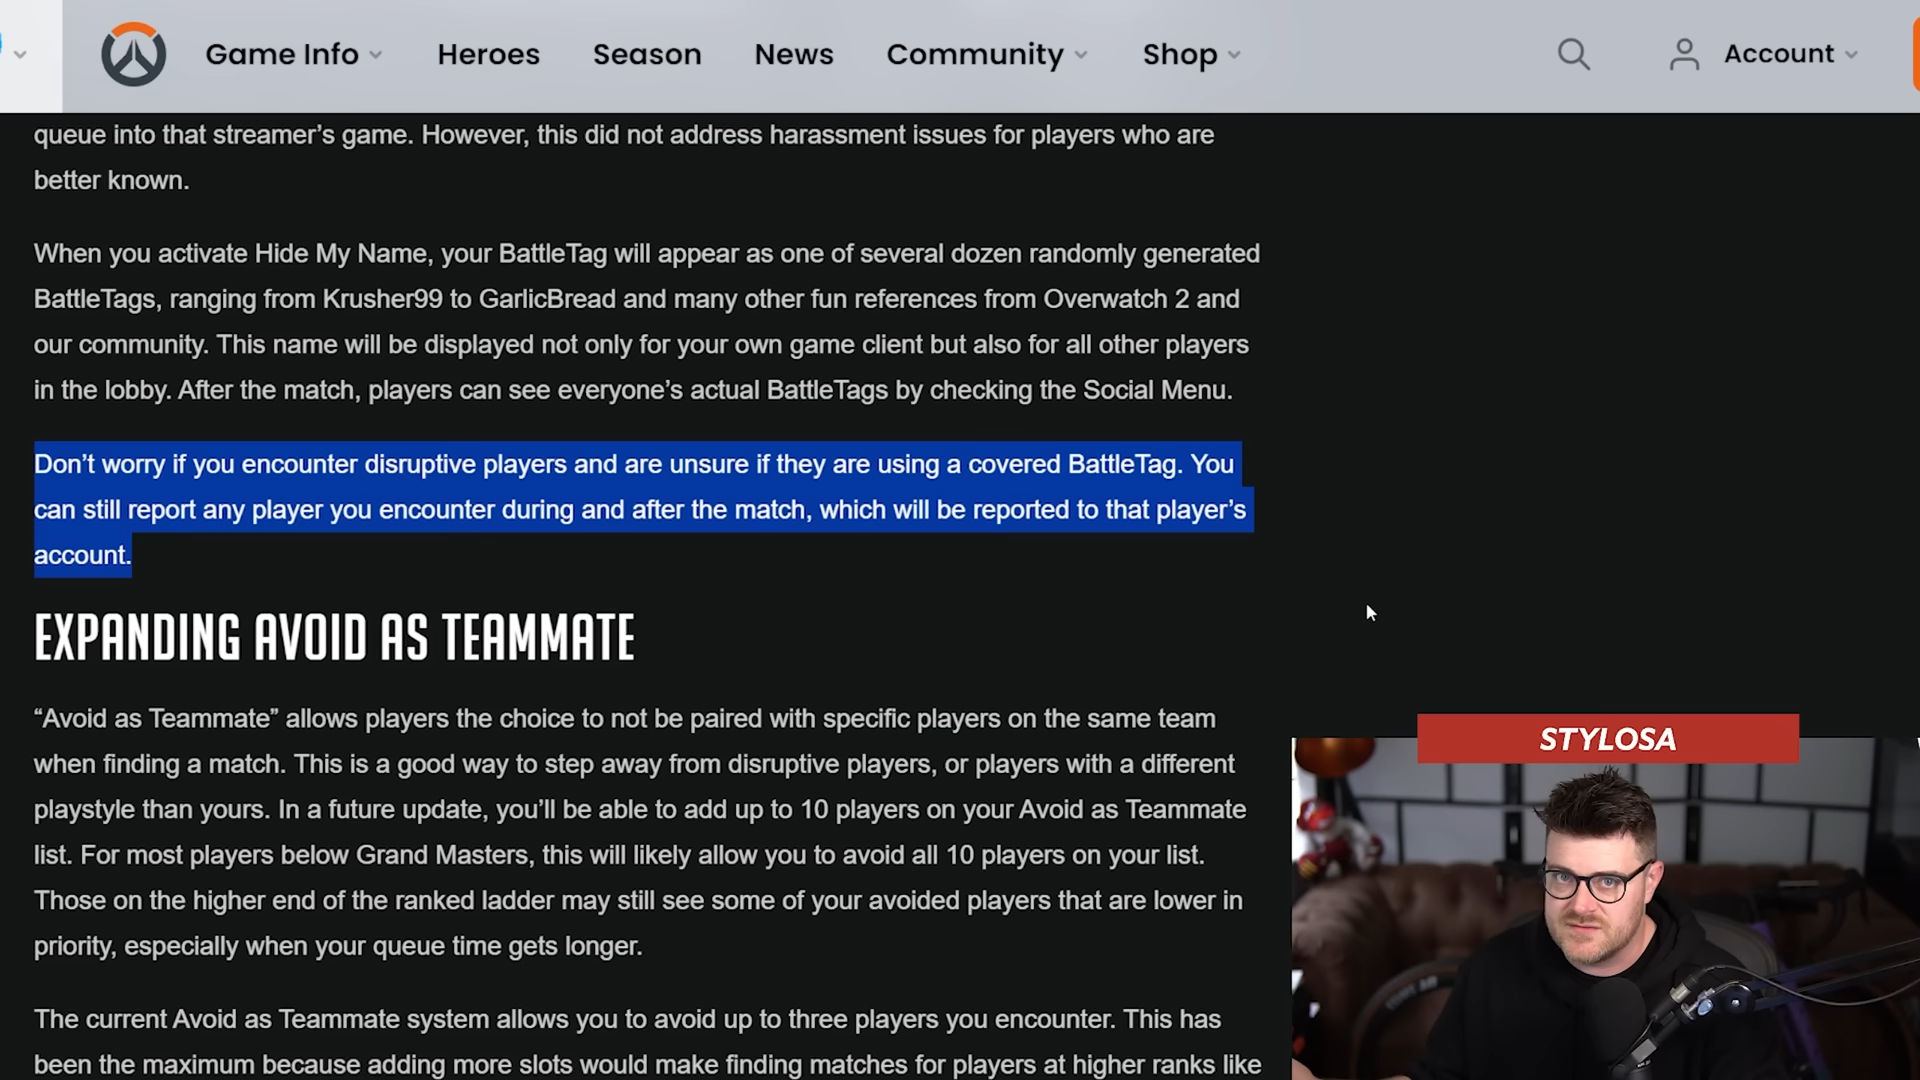 Game Info
Heroes
Season
News
Community
Shop
Account
queue into that streamer’s game. However, this did not address harassment issues for players who are
better known.
When you activate Hide My Name, your BattleTag will appear as one of several dozen randomly generated
BattleTags, ranging from Krusher99 to GarlicBread and many other fun references from Overwatch 2 and
our community. This name will be displayed not only for your own game client but also for all other players
in the lobby. After the match, players can see everyone’s actual BattleTags by checking the Social Menu.
Don’t worry if you encounter disruptive players and are unsure if they are using a covered BattleTag. You
can still report any player you encounter during and after the match, which will be reported to that player’s
account.
EXPANDING AVOID AS TEAMMATE
“Avoid as Teammate” allows players the choice to not be paired with specific players on the same team
when finding a match. This is a good way to step away from disruptive players, or players with a different
playstyle than yours. In a future update, you’ll be able to add up to 10 players on your Avoid as Teammate
list. For most players below Grand Masters, this will likely allow you to avoid all 10 players on your list.
Those on the higher end of the ranked ladder may still see some of your avoided players that are lower in
priority, especially when your queue time gets longer.
The current Avoid as Teammate system allows you to avoid up to three players you encounter. This has
been the maximum because adding more slots would make finding matches for players at higher ranks like
STYLOSA